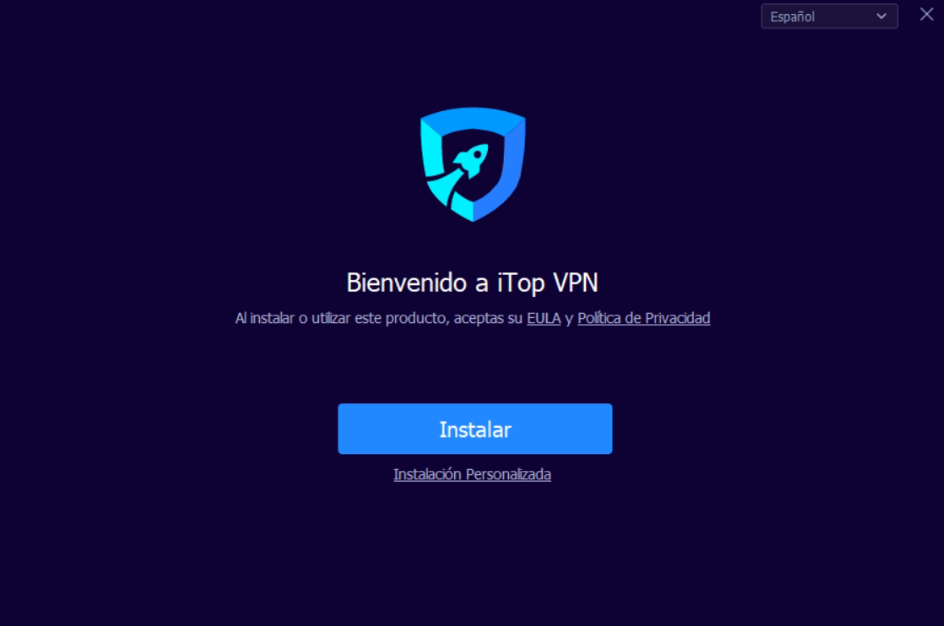 Español
Bienvenido a iTop VPN
Al instalar o utilizar este producto, aceptas su EULA y Política de Privacidad
Instalar
Instalación Personalizada